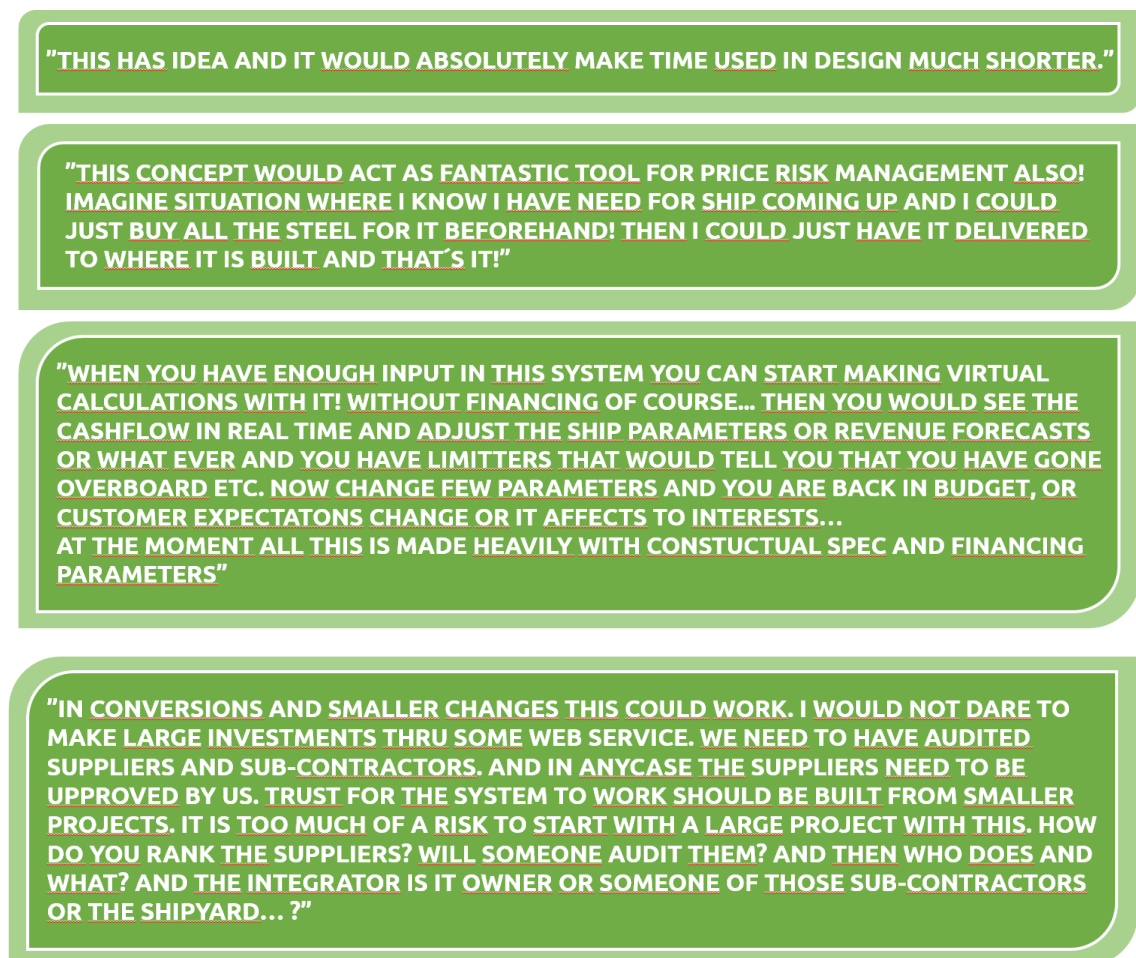 ”THIS HAS IDEA AND IT WOULD ABSOLUTELY MAKE TIME USED IN DESIGN MUCH SHORTER.”
”THIS CONCEPT WOULD ACT AS FANTASTIC TOOL FOR PRICE RISK MANAGEMENT ALSO!
IMAGINE SITUATION WHERE I KNOW I HAVE NEED FOR SHIP COMING UP AND I COULD
JUST BUY ALL THE STEEL FOR IT BEFOREHAND! THEN I COULD JUST HAVE IT DELIVERED
TO WHERE IT IS BUILT AND THAT´S IT!”
”WHEN YOU HAVE ENOUGH INPUT IN THIS SYSTEM YOU CAN START MAKING VIRTUAL
CALCULATIONS WITH IT! WITHOUT FINANCING OF COURSE... THEN YOU WOULD SEE THE
CASHFLOW IN REAL TIME AND ADJUST THE SHIP PARAMETERS OR REVENUE FORECASTS
OR WHAT EVER AND YOU HAVE LIMITTERS THAT WOULD TELL YOU THAT YOU HAVE GONE
OVERBOARD ETC. NOW CHANGE FEW PARAMETERS AND YOU ARE BACK IN BUDGET, OR
CUSTOMER EXPECTATONS CHANGE OR IT AFFECTS TO INTERESTS…
AT THE MOMENT ALL THIS IS MADE HEAVILY WITH CONSTUCTUAL SPEC AND FINANCING
PARAMETERS”
”IN CONVERSIONS AND SMALLER CHANGES THIS COULD WORK. I WOULD NOT DARE TO
MAKE LARGE INVESTMENTS THRU SOME WEB SERVICE. WE NEED TO HAVE AUDITED
SUPPLIERS AND SUB-CONTRACTORS. AND IN ANYCASE THE SUPPLIERS NEED TO BE
UPPROVED BY US. TRUST FOR THE SYSTEM TO WORK SHOULD BE BUILT FROM SMALLER
PROJECTS. IT IS TOO MUCH OF A RISK TO START WITH A LARGE PROJECT WITH THIS. HOW
DO YOU RANK THE SUPPLIERS? WILL SOMEONE AUDIT THEM? AND THEN WHO DOES AND
WHAT? AND THE INTEGRATOR IS IT OWNER OR SOMEONE OF THOSE SUB-CONTRACTORS
OR THE SHIPYARD… ?”